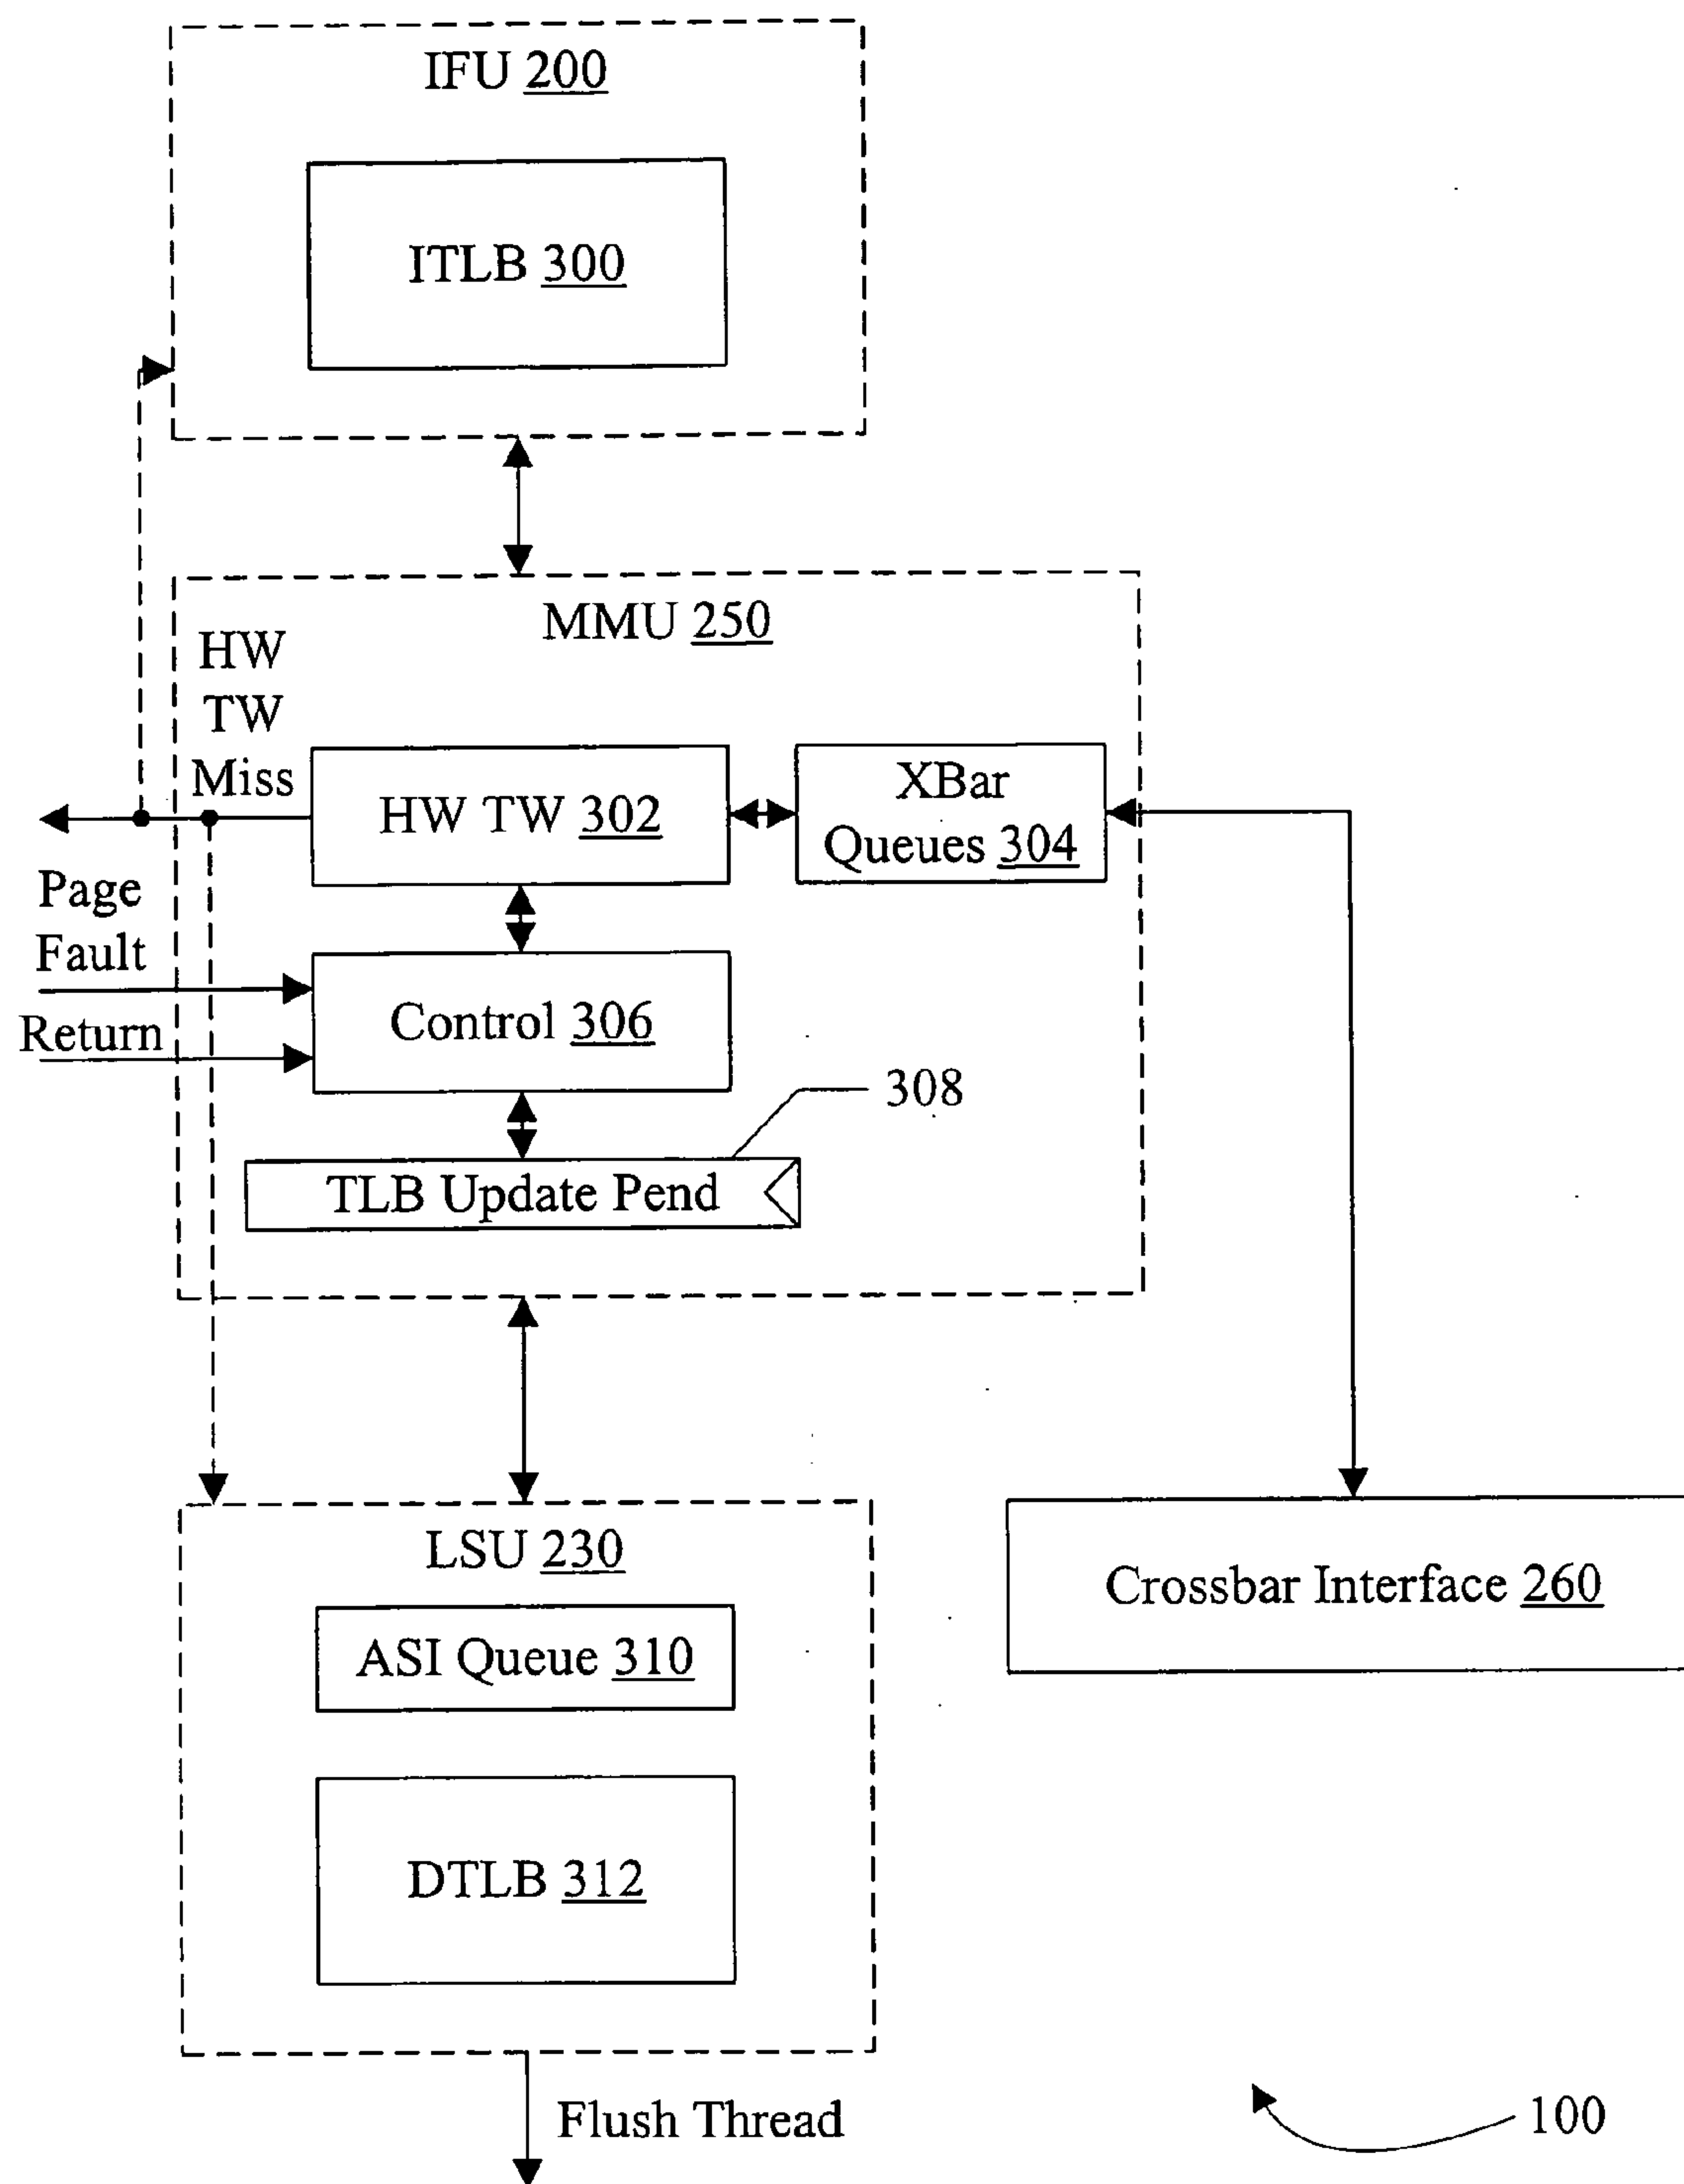 IFU 200
ITLB 300
MMU 250
HW
TW
Miss
HW TW 302
XBar
Queues 304
Page
Fault
Control 306
Return
308
TLB Update Pend
LSU 230
ASI Queue 310
Crossbar Interface 260
DTLB 312
Flush Thread
100